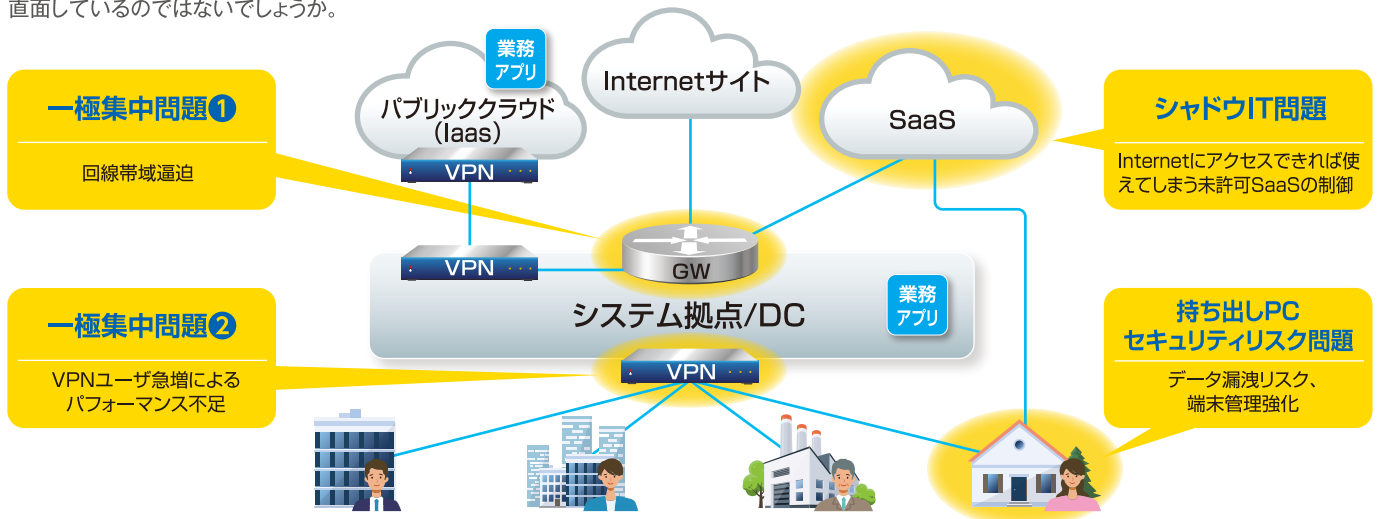 直面しているのではないでしょうか。
業務
アプリ
パブリッククラウド
(Iaas)
VPN
Internetサイト
SaaS
一極集中問題❶
回線帯域逼迫
シャドウIT問題
Internetにアクセスできれば使
えてしまう未許可SaaSの制御
VPN
GW
システム拠点/DC
業務
アプリ
一極集中問題❷
VPNユーザ急増による
パフォーマンス不足
VPN
持ち出しPC
セキュリティリスク問題
データ漏洩リスク、
端末管理強化